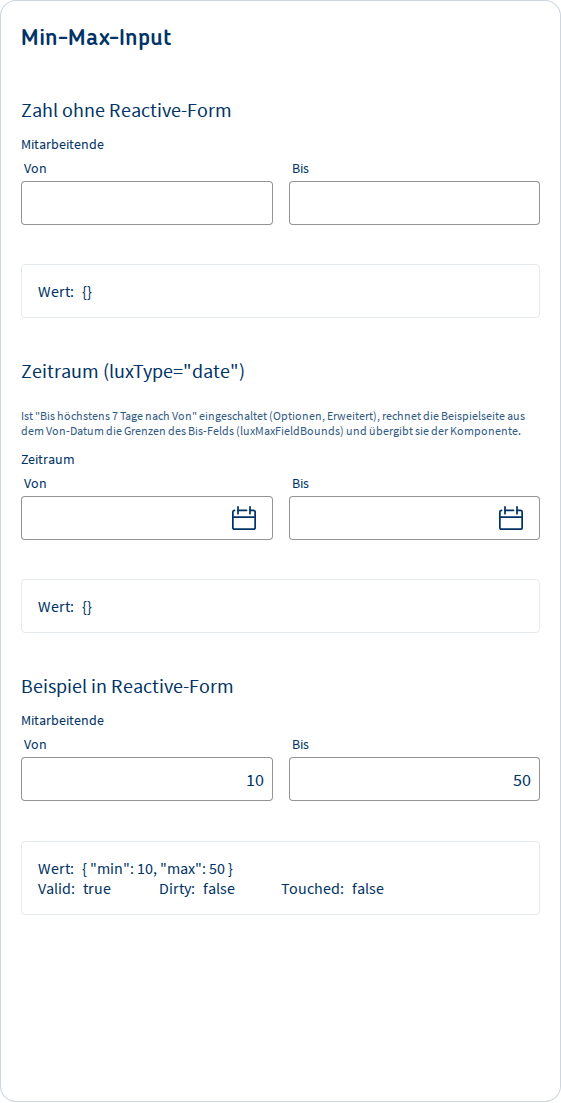 Min-Max-Input
Zahl ohne Reactive-Form
Mitarbeitende
Von Bis
Wert: {}
Zeitraum (luxType="date")
Ist "Bis höchstens 7 Tage nach Von" eingeschaltet (Optionen, Erweitert), rechnet die Beispielseite aus
dem Von-Datum die Grenzen des Bis-Felds (luxMaxFieldBounds) und übergibt sie der Komponente.
Zeitraum
Von Bis
Wert: {}
Beispiel in Reactive-Form
Mitarbeitende
Von Bis
10 50
Wert: { "min": 10, "max": 50 }
Valid: true Dirty: false Touched: false